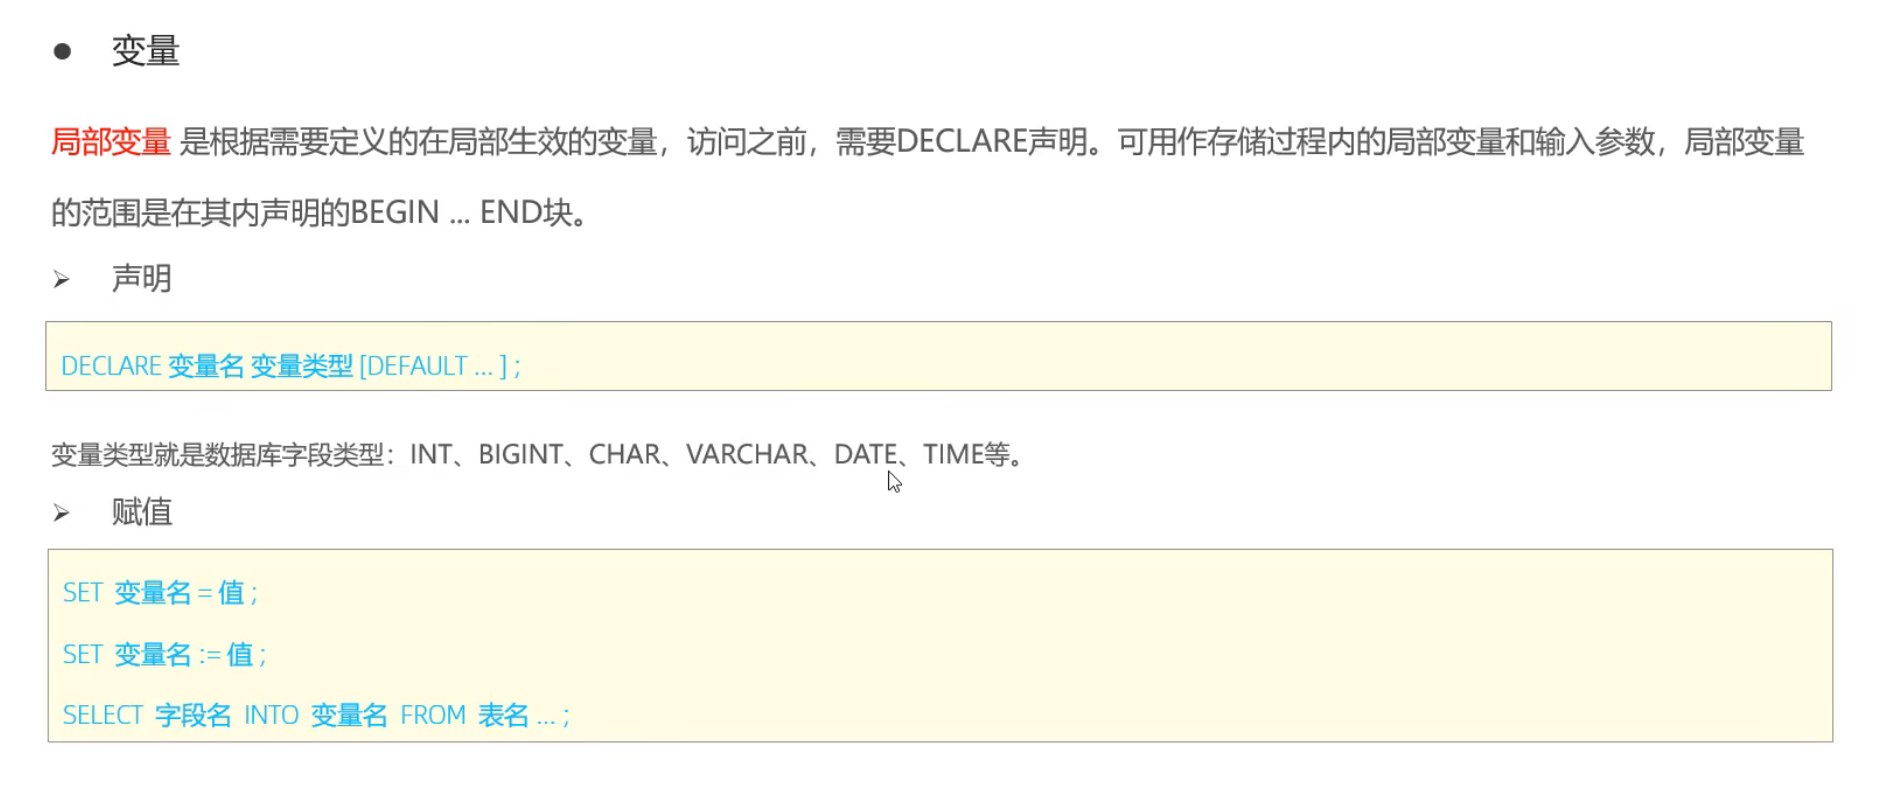 ● 变量
局部变量 是根据需要定义的在局部生效的变量，访问之前，需要DECLARE声明。可用作存储过程内的局部变量和输入参数，局部变量
的范围是在其内声明的BEGIN ... END块。
➢ 声明
DECLARE 变量名 变量类型 [DEFAULT ... ] ;
变量类型就是数据库字段类型：INT、BIGINT、CHAR、VARCHAR、DATE、TIME等。
➢ 赋值
SET 变量名 = 值 ;
SET 变量名 := 值 ;
SELECT 字段名 INTO 变量名 FROM 表名 ... ;